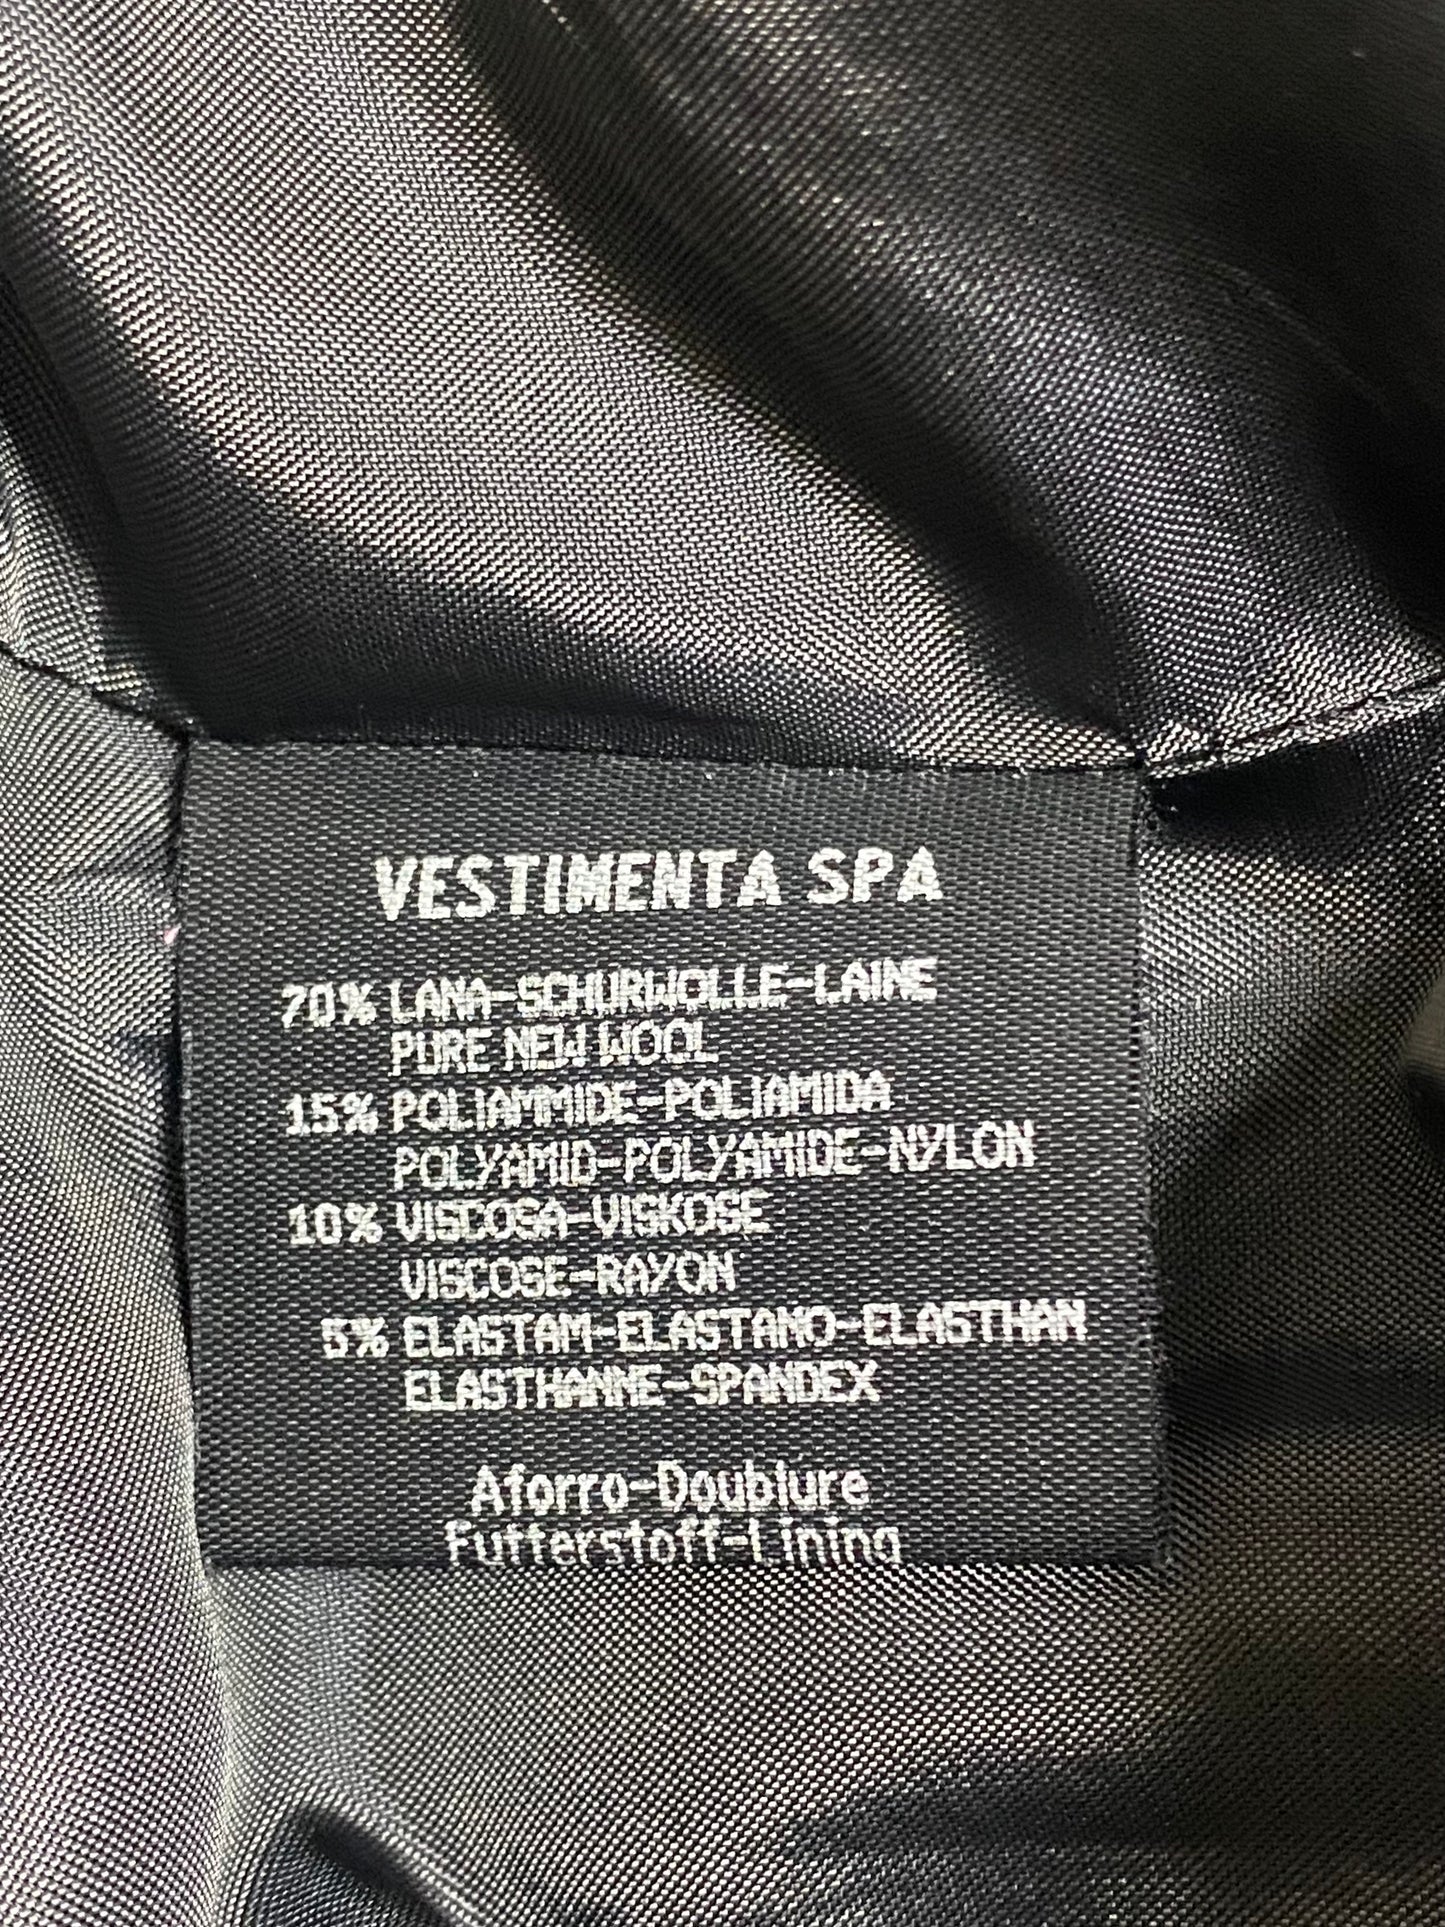 VESTIMENTA SPA
70% LANA-SCHURWOLLE-LAINE
PURE NEW WOOL
15% POLIAMMIDE-POLIAMIDA
POLYAMID-POLYAMIDE-NYLON
10% VISCOSA-VISKOSE
VISCOSE-RAYON
5% ELASTAM-ELASTANO-ELASTHAN
ELASTHANNE-SPANDEX
Aforro-Doublure
Futterstoff-Lining